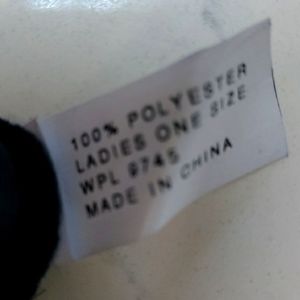 100% POLYESTER
LADIES ONE SIZE
WPL 9745
MADE IN CHINA